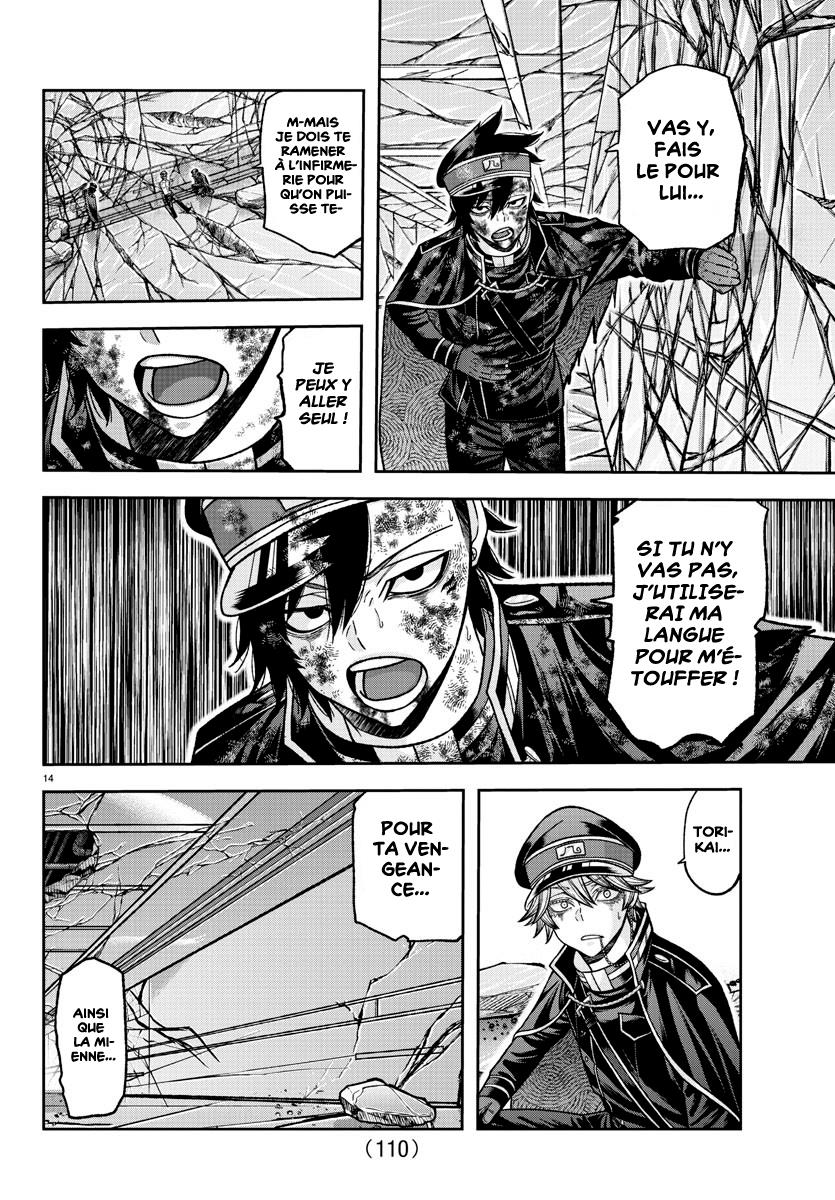 VAS Y,
FAIS
LE POUR
LUI...
M-MAIS
JE DOIS TE
RAMENER
À L'INFIRME-
RIE POUR
QU'ON PUIS-
SE TE-
JE
PEUX Y
ALLER
SEUL !
SI TU N'Y
VAS PAS,
J'UTILISE-
RAI MA
LANGUE
POUR M'É-
TOUFFER !
14
TORI-
KAI...
POUR
TA VEN-
GEAN-
CE...
AINSI
QUE
LA MI-
ENNE...
(110)